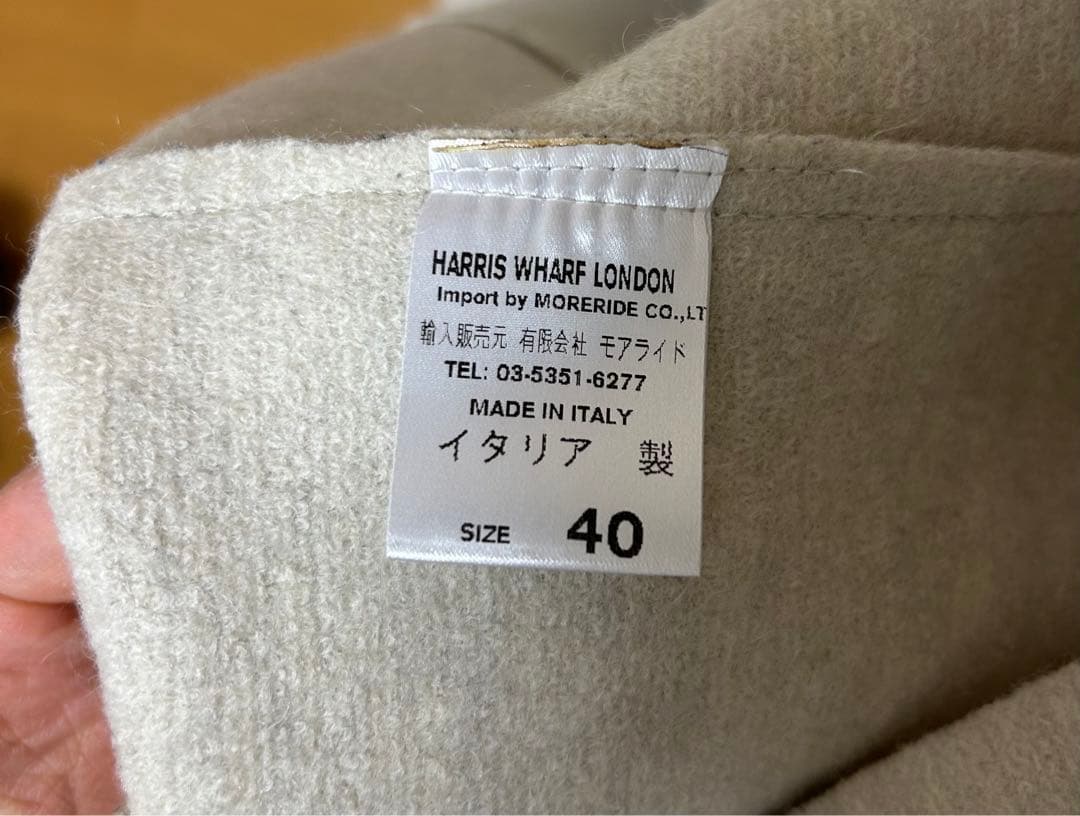 HARRIS WHARF LONDON
Import by MORERIDE CO.,LT
輸入販売元 有限会社 モアライド
TEL: 03-5351-6277
MADE IN ITALY
イタリア 製
SIZE 40